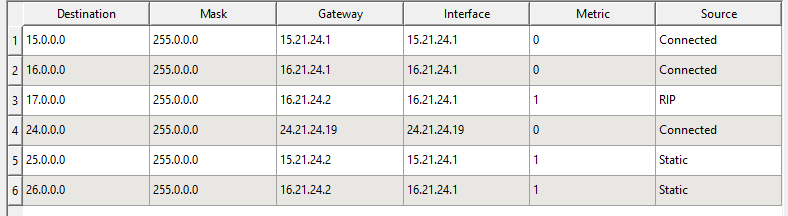 Destination Mask Gateway Interface Metric Source
1 15.0.0.0 255.0.0.0 15.21.24.1 15.21.24.1 0 Connected
2 16.0.0.0 255.0.0.0 16.21.24.1 16.21.24.1 0 Connected
3 17.0.0.0 255.0.0.0 16.21.24.2 16.21.24.1 1 RIP
4 24.0.0.0 255.0.0.0 24.21.24.19 24.21.24.19 0 Connected
5 25.0.0.0 255.0.0.0 15.21.24.2 15.21.24.1 1 Static
6 26.0.0.0 255.0.0.0 16.21.24.2 16.21.24.1 1 Static